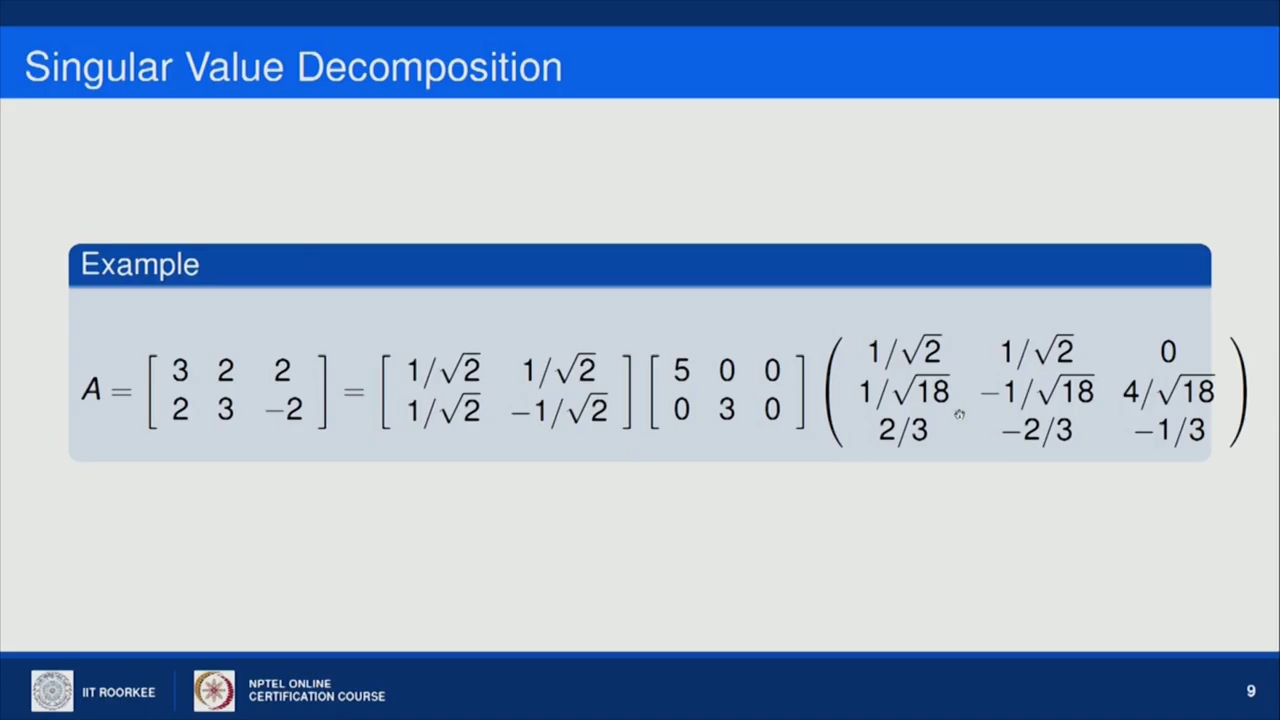 Singular Value Decomposition
Example
A = [ 3 2 2 ; 2 3 −2 ] = [ 1/√2 1/√2 ; 1/√2 −1/√2 ] [ 5 0 0 ; 0 3 0 ] ( 1/√2 1/√2 0 ; 1/√18 −1/√18 4/√18 ; 2/3 −2/3 −1/3 )
IIT ROORKEE
NPTEL ONLINE
CERTIFICATION COURSE
9